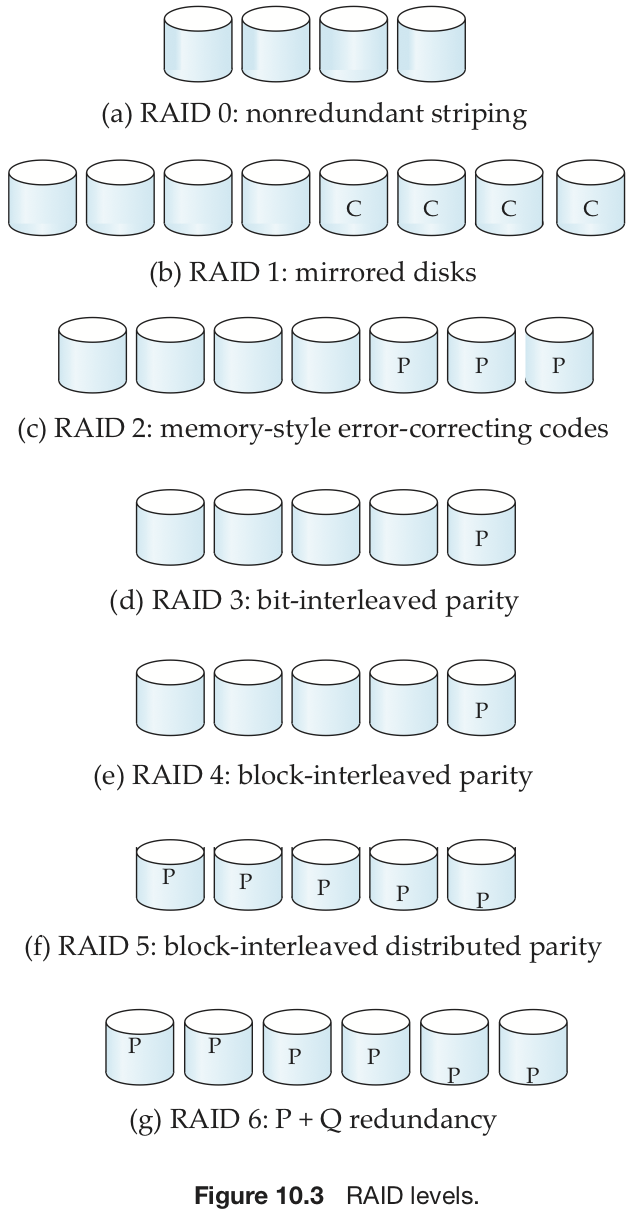 (a) RAID 0: nonredundant striping
C C C C
(b) RAID 1: mirrored disks
P P P
(c) RAID 2: memory-style error-correcting codes
P
(d) RAID 3: bit-interleaved parity
P
(e) RAID 4: block-interleaved parity
P P P P P
(f) RAID 5: block-interleaved distributed parity
P P P P P P
(g) RAID 6: P + Q redundancy
Figure 10.3 RAID levels.